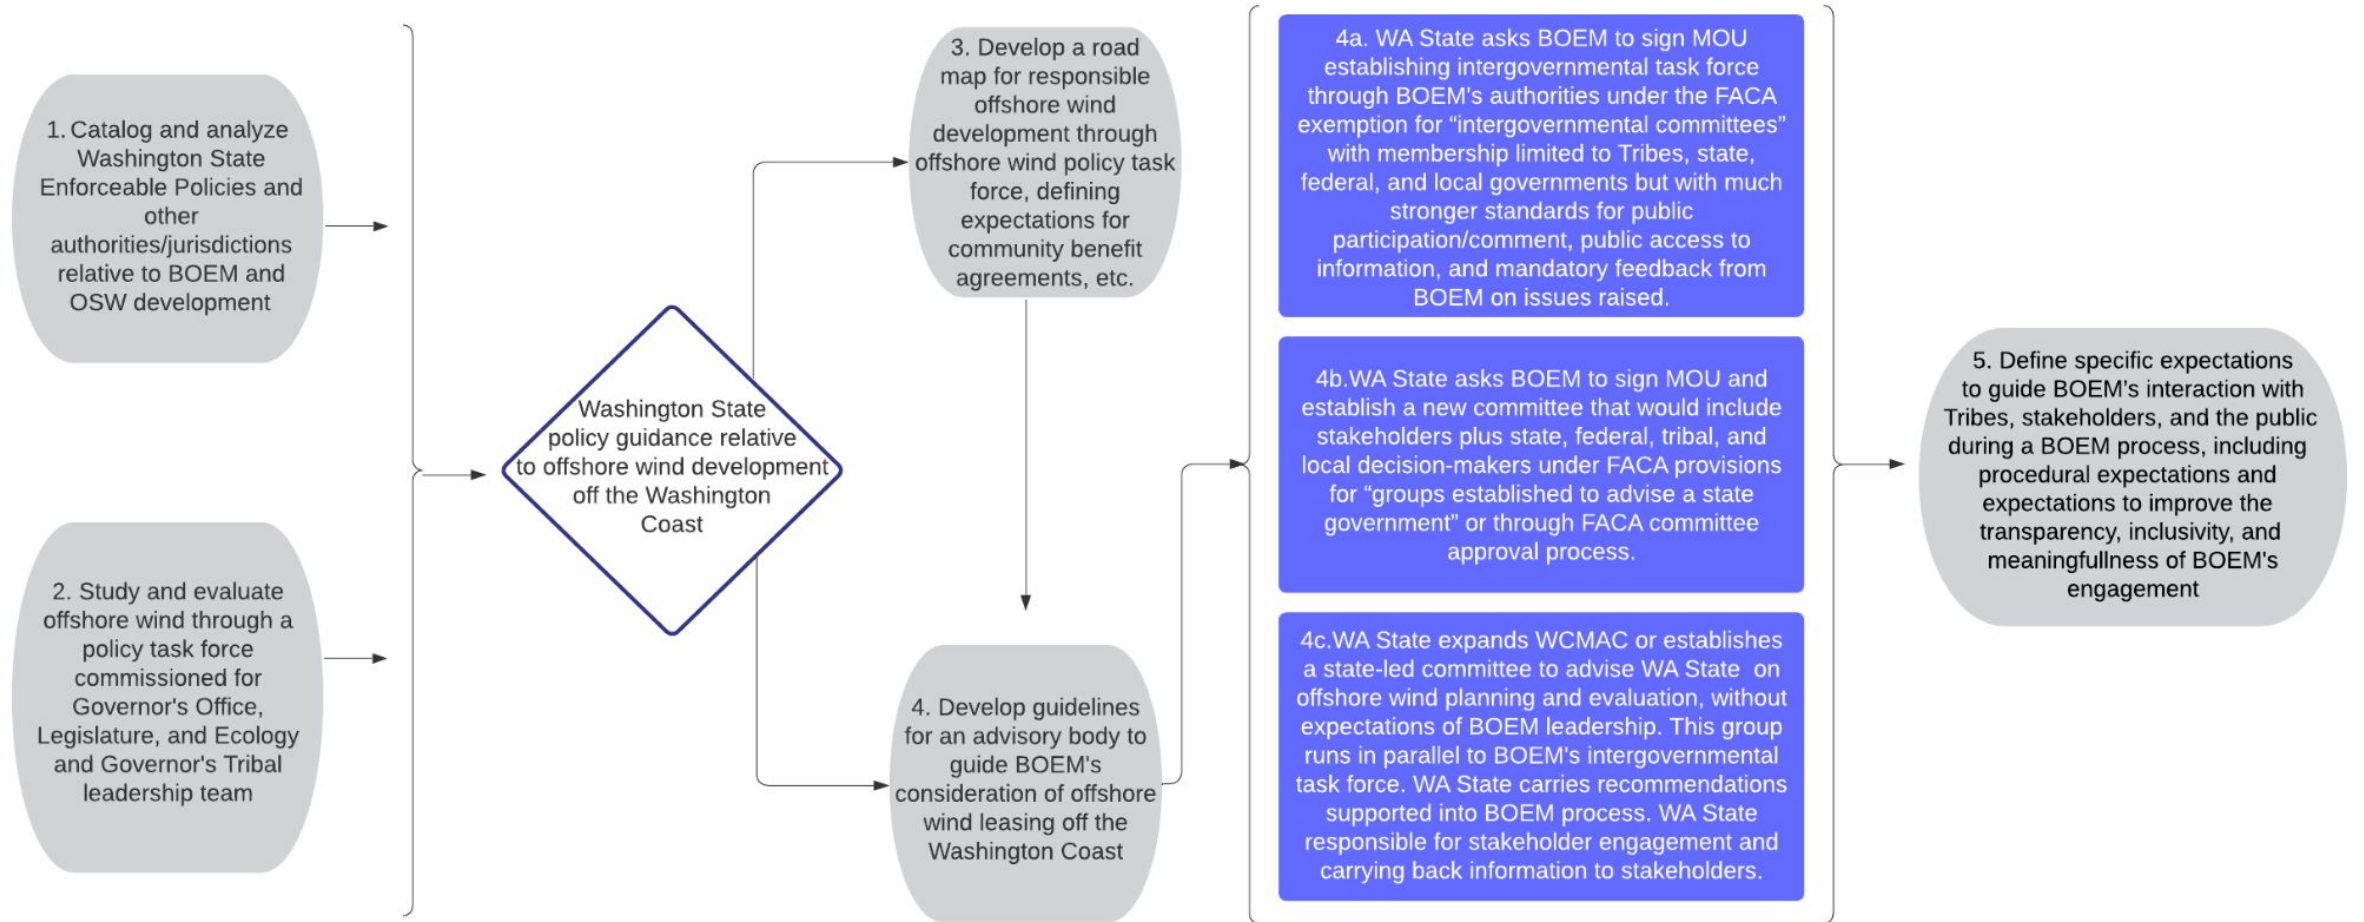 1. Catalog and analyze
Washington State
Enforceable Policies and
other
authorities/jurisdictions
relative to BOEM and
OSW development
2. Study and evaluate
offshore wind through a
policy task force
commissioned for
Governor's Office,
Legislature, and Ecology
and Governor's Tribal
leadership team
Washington State
policy guidance relative
to offshore wind development
off the Washington
Coast
3. Develop a road
map for responsible
offshore wind
development through
offshore wind policy task
force, defining
expectations for
community benefit
agreements, etc.
4. Develop guidelines
for an advisory body to
guide BOEM's
consideration of offshore
wind leasing off the
Washington Coast
4a. WA State asks BOEM to sign MOU
establishing intergovernmental task force
through BOEM's authorities under the FACA
exemption for “intergovernmental committees”
with membership limited to Tribes, state,
federal, and local governments but with much
stronger standards for public
participation/comment, public access to
information, and mandatory feedback from
BOEM on issues raised.
4b.WA State asks BOEM to sign MOU and
establish a new committee that would include
stakeholders plus state, federal, tribal, and
local decision-makers under FACA provisions
for “groups established to advise a state
government” or through FACA committee
approval process.
4c.WA State expands WCMAC or establishes
a state-led committee to advise WA State on
offshore wind planning and evaluation, without
expectations of BOEM leadership. This group
runs in parallel to BOEM's intergovernmental
task force. WA State carries recommendations
supported into BOEM process. WA State
responsible for stakeholder engagement and
carrying back information to stakeholders.
5. Define specific expectations
to guide BOEM's interaction with
Tribes, stakeholders, and the public
during a BOEM process, including
procedural expectations and
expectations to improve the
transparency, inclusivity, and
meaningfullness of BOEM's
engagement